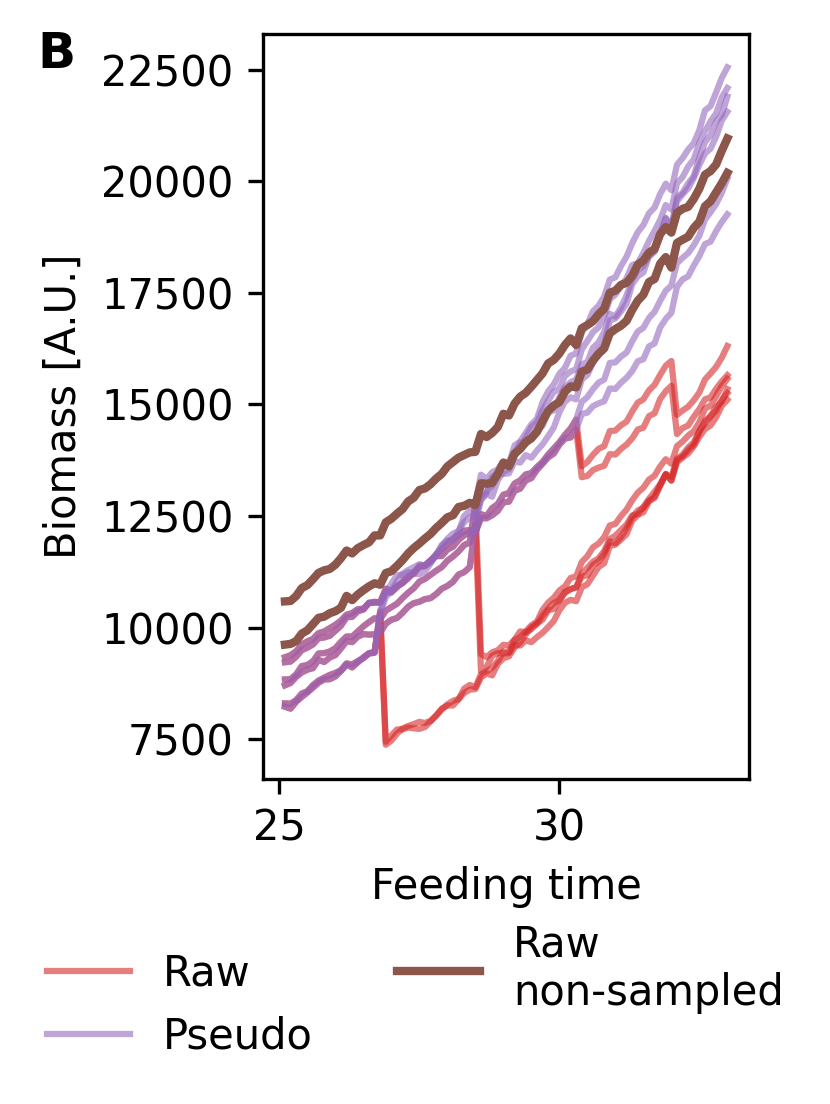 B
22500
20000
17500
15000
12500
10000
7500
Biomass [A.U.]
25 30
Feeding time
Raw
Pseudo
Raw
non-sampled